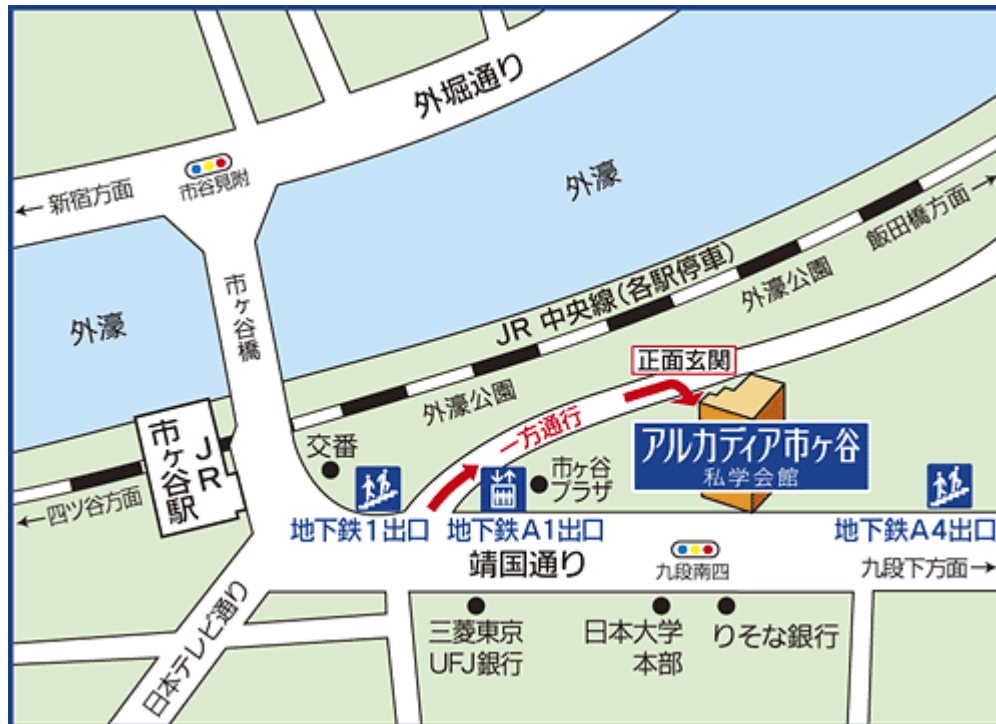 外堀通り
市谷見附
← 新宿方面
外濠
飯田橋方面 →
市ヶ谷橋
外濠
JR 中央線(各駅停車)
外濠公園
正面玄関
外濠公園
一方通行
アルカディア市ヶ谷
私学会館
JR
市ヶ谷駅
交番
市ヶ谷
プラザ
← 四ツ谷方面
地下鉄1出口
地下鉄A1出口
地下鉄A4出口
靖国通り
九段南四
九段下方面 →
日本テレビ通り
三菱東京
UFJ銀行
日本大学
本部
りそな銀行